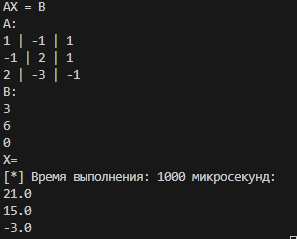 AX = B
A:
1 | -1 | 1
-1 | 2 | 1
2 | -3 | -1
B:
3
6
0
X=
[*] Время выполнения: 1000 микросекунд:
21.0
15.0
-3.0